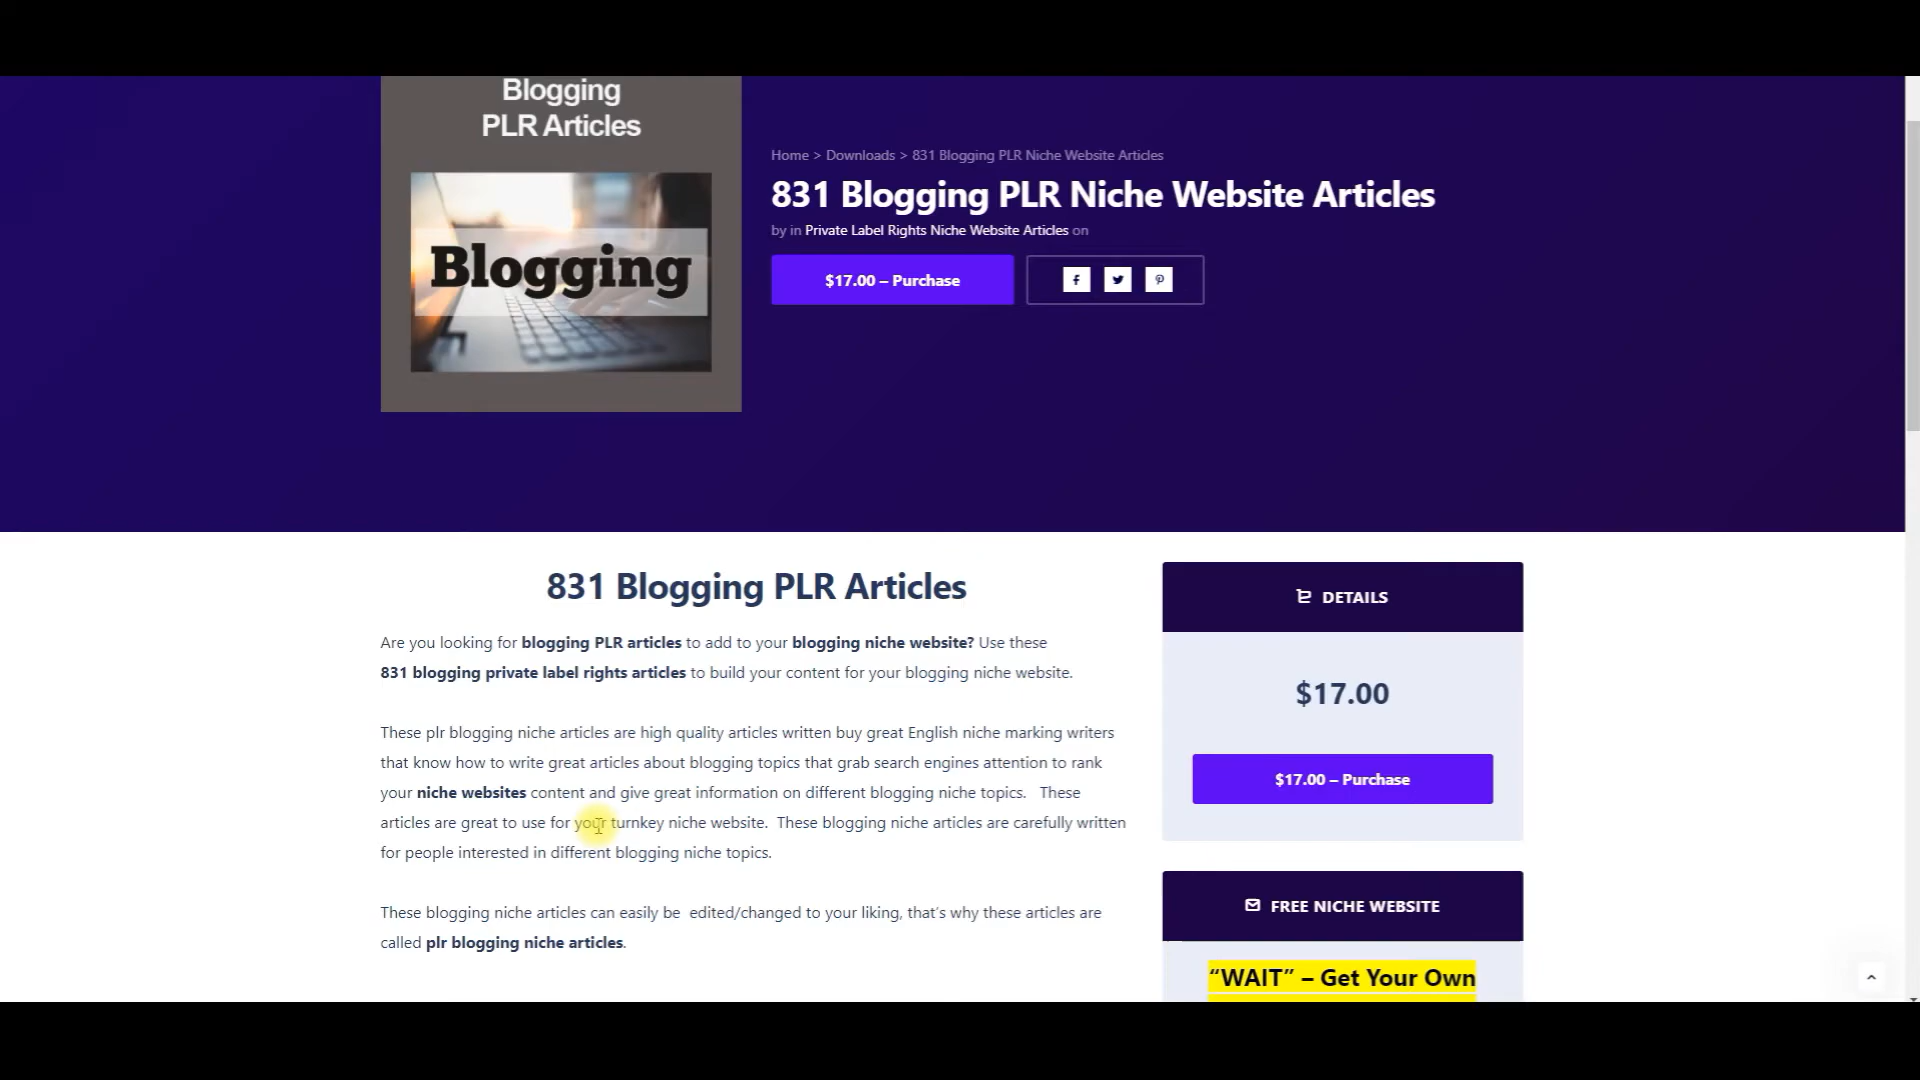 Blogging
PLR Articles
Blogging
Home > Downloads > 831 Blogging PLR Niche Website Articles
831 Blogging PLR Niche Website Articles
by in Private Label Rights Niche Website Articles on
$17.00 – Purchase
831 Blogging PLR Articles
Are you looking for blogging PLR articles to add to your blogging niche website? Use these
831 blogging private label rights articles to build your content for your blogging niche website.
These plr blogging niche articles are high quality articles written buy great English niche marking writers
that know how to write great articles about blogging topics that grab search engines attention to rank
your niche websites content and give great information on different blogging niche topics.   These
articles are great to use for your turnkey niche website.  These blogging niche articles are carefully written
for people interested in different blogging niche topics.
These blogging niche articles can easily be  edited/changed to your liking, that’s why these articles are
called plr blogging niche articles.
DETAILS
$17.00
$17.00 – Purchase
FREE NICHE WEBSITE
“WAIT” – Get Your Own